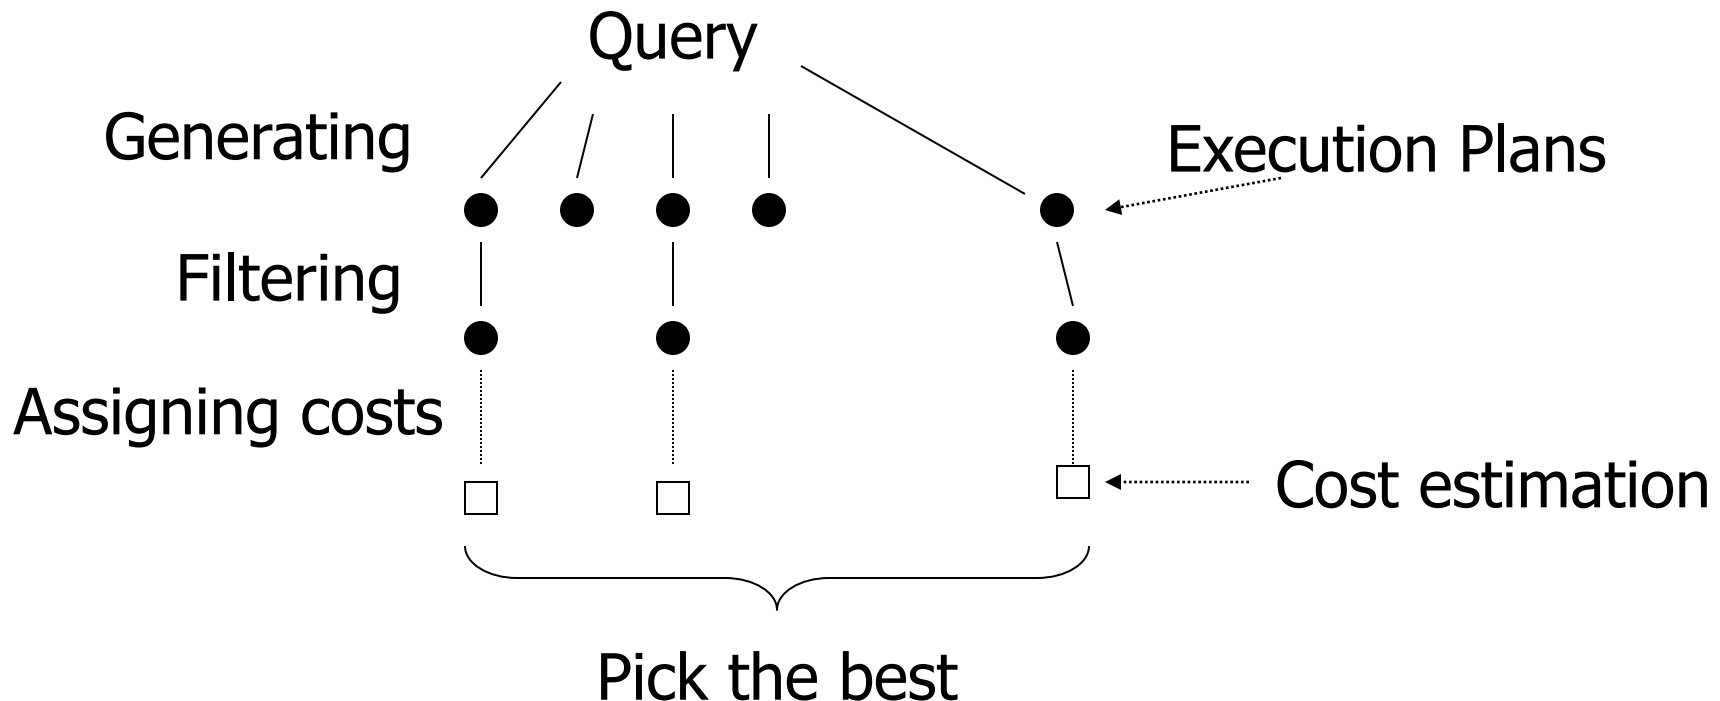 Query
Generating
Execution Plans
Filtering
Assigning costs
Cost estimation
Pick the best